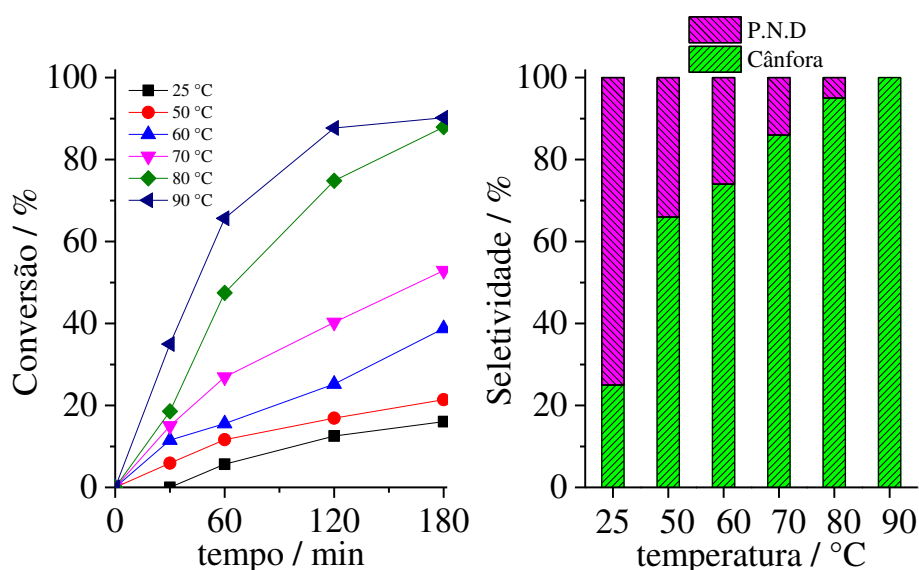 P.N.D
Cânfora
100
80
60
40
20
0
Conversão / %
25 °C
50 °C
60 °C
70 °C
80 °C
90 °C
0
60
120
180
tempo / min
100
80
60
40
20
0
Seletividade / %
25
50
60
70
80
90
temperatura / °C